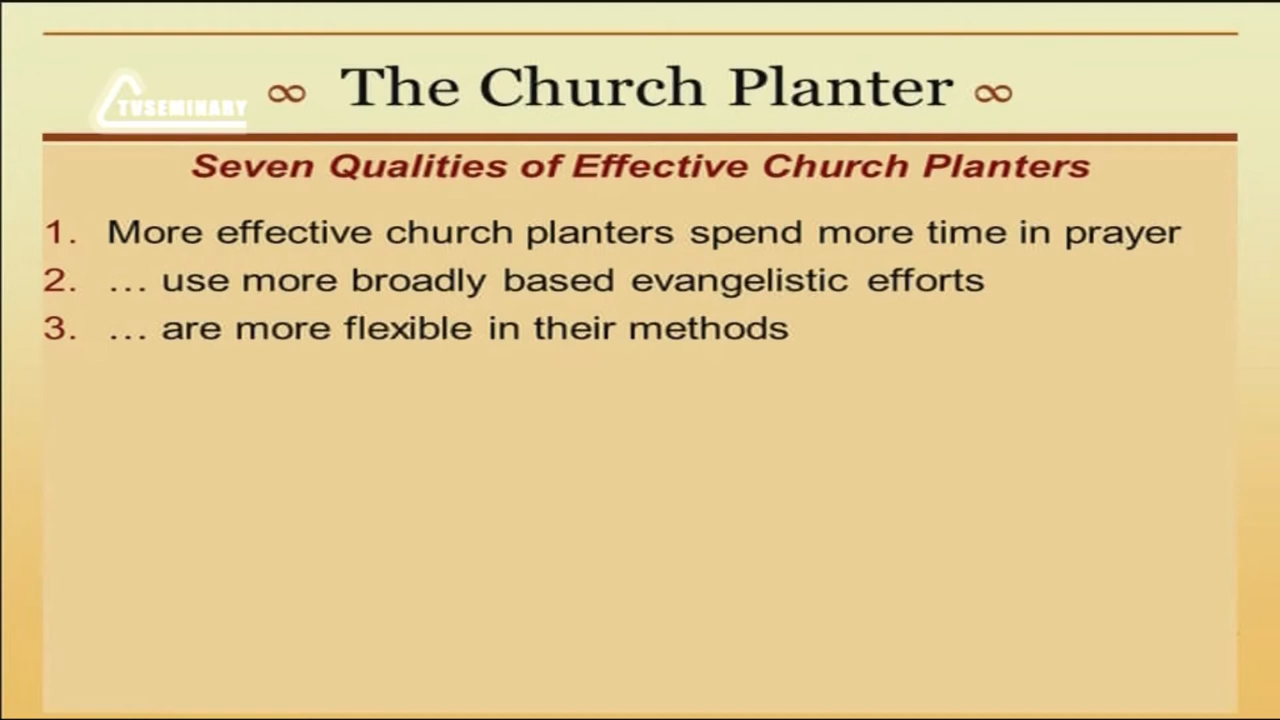 ∞ The Church Planter ∞
TVSEMINARY
Seven Qualities of Effective Church Planters
1. More effective church planters spend more time in prayer
2. … use more broadly based evangelistic efforts
3. … are more flexible in their methods